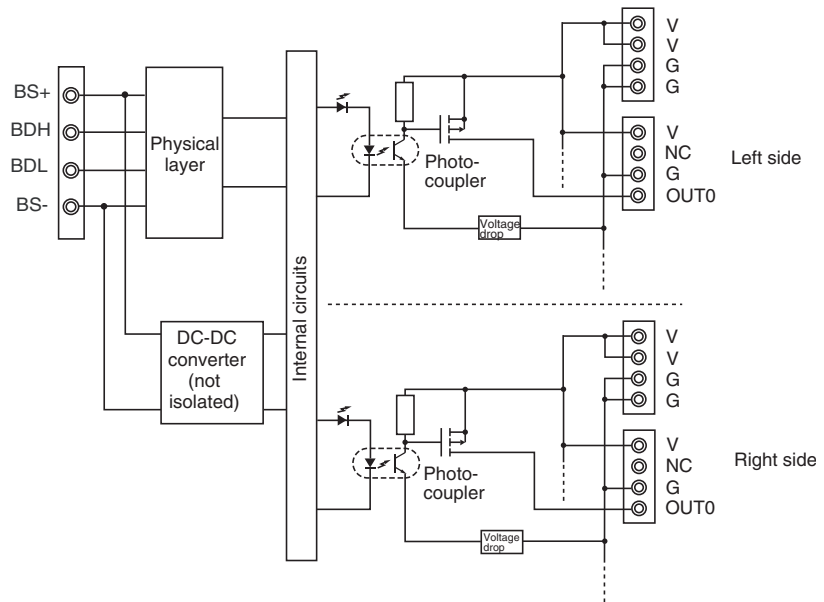 BS+
BDH
BDL
BS-
Physical
layer
DC-DC
converter
(not
isolated)
Internal circuits
Photo-
coupler
Voltage
drop
V
V
G
G
V
NC
G
OUT0
Left side
Photo-
coupler
Voltage
drop
V
V
G
G
V
NC
G
OUT0
Right side